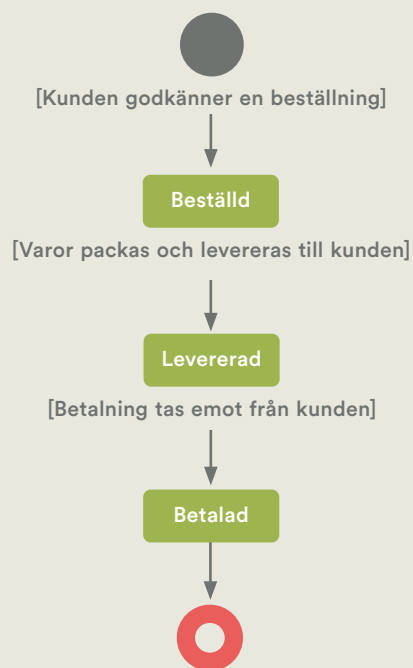 [Kunden godkänner en beställning]
Beställd
[Varor packas och levereras till kunden]
Levererad
[Betalning tas emot från kunden]
Betalad